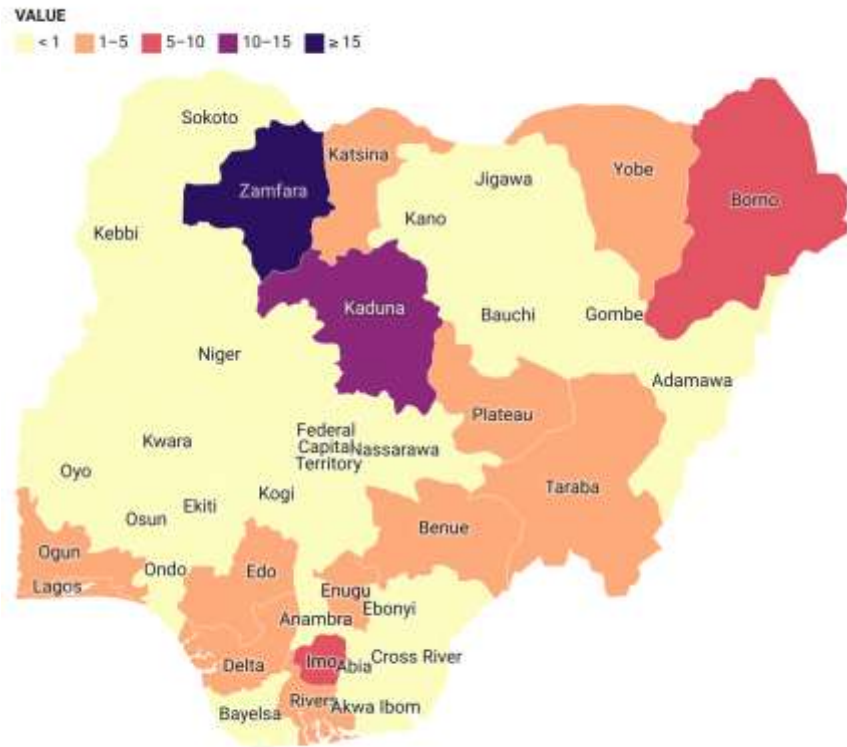 VALUE
< 1 1–5 5–10 10–15 ≥ 15
Sokoto
Katsina
Zamfara
Jigawa
Yobe
Borno
Kano
Kebbi
Kaduna
Bauchi
Gombe
Niger
Adamawa
Plateau
Federal
Capital
Territory
Nassarawa
Kwara
Oyo
Kogi
Taraba
Ekiti
Osun
Benue
Ogun
Lagos
Ondo
Edo
Enugu
Ebonyi
Anambra
Delta
Imo
Abia
Cross River
Rivers
Akwa Ibom
Bayelsa